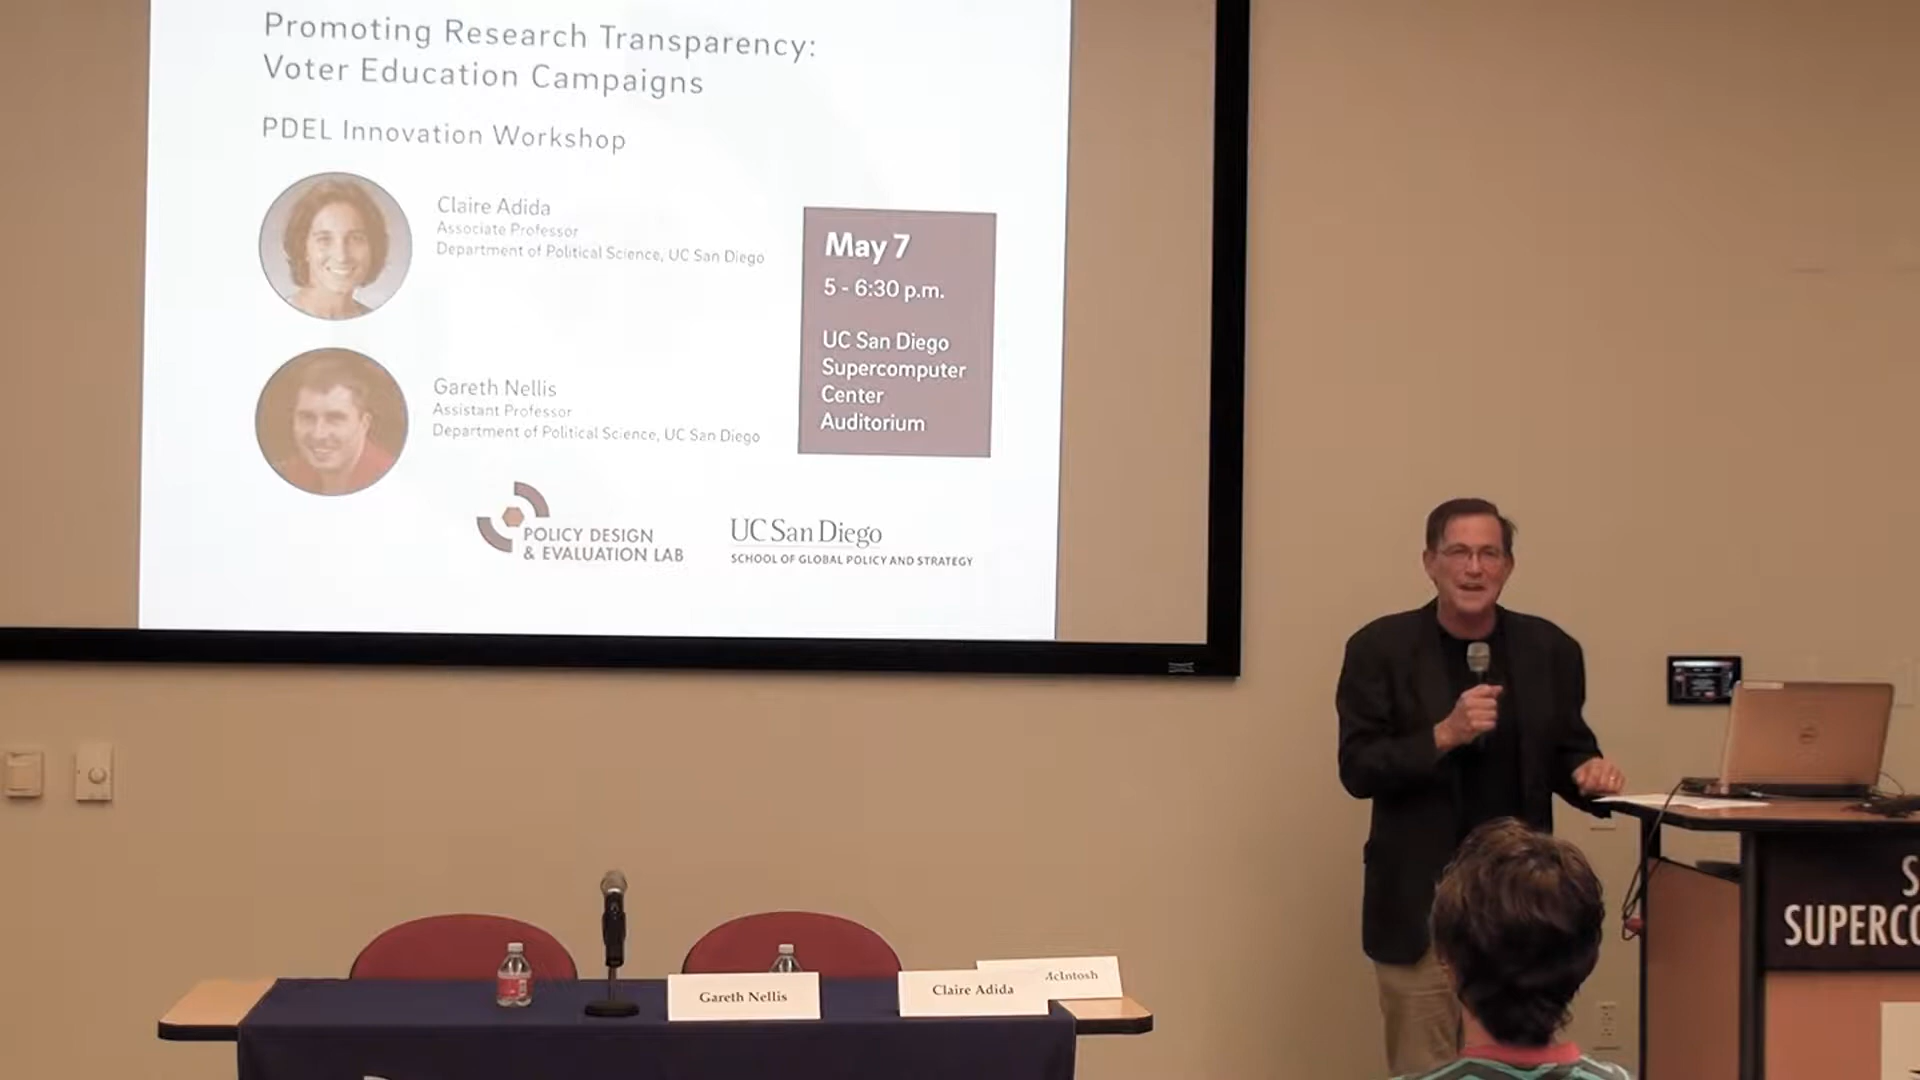 Promoting Research Transparency:
Voter Education Campaigns
PDEL Innovation Workshop
Claire Adida
Associate Professor
Department of Political Science, UC San Diego
May 7
5 - 6:30 p.m.
UC San Diego
Supercomputer
Center
Auditorium
Gareth Nellis
Assistant Professor
Department of Political Science, UC San Diego
POLICY DESIGN
& EVALUATION LAB
UC San Diego
SCHOOL OF GLOBAL POLICY AND STRATEGY
S
SUPERCO
Gareth Nellis
Claire Adida
McIntosh